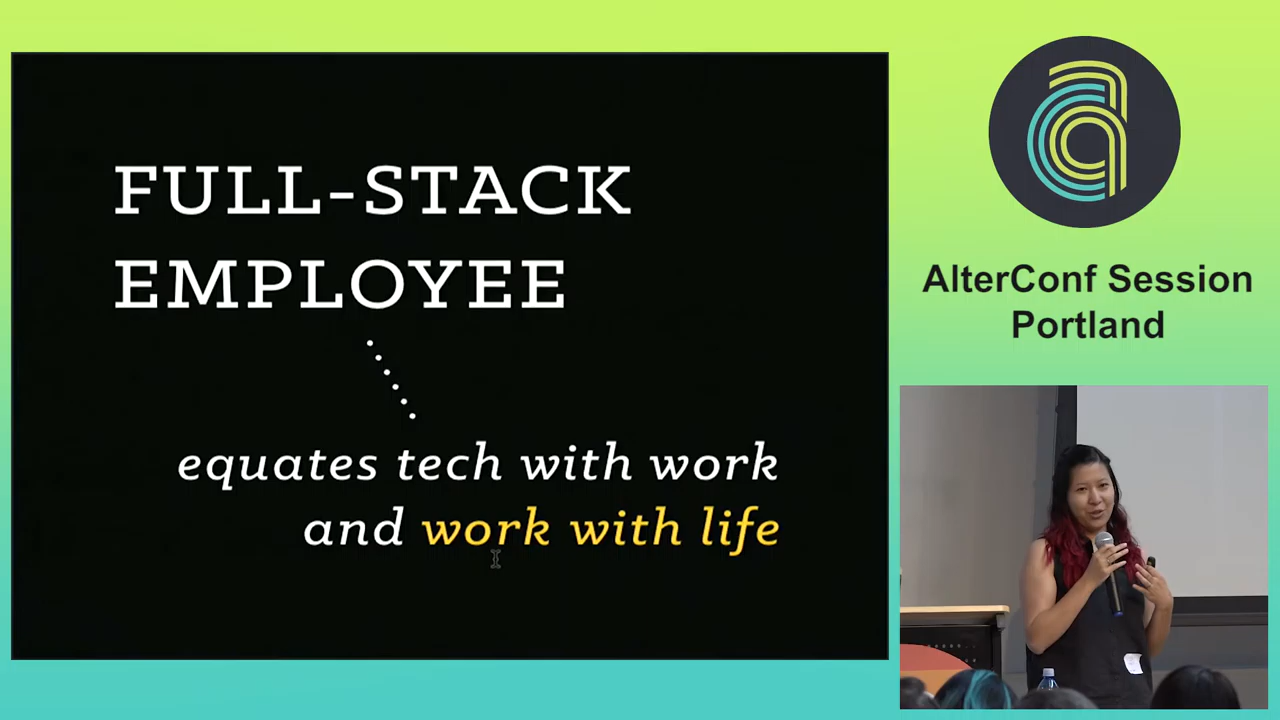 FULL-STACK
EMPLOYEE
equates tech with work
and work with life
AlterConf Session
Portland